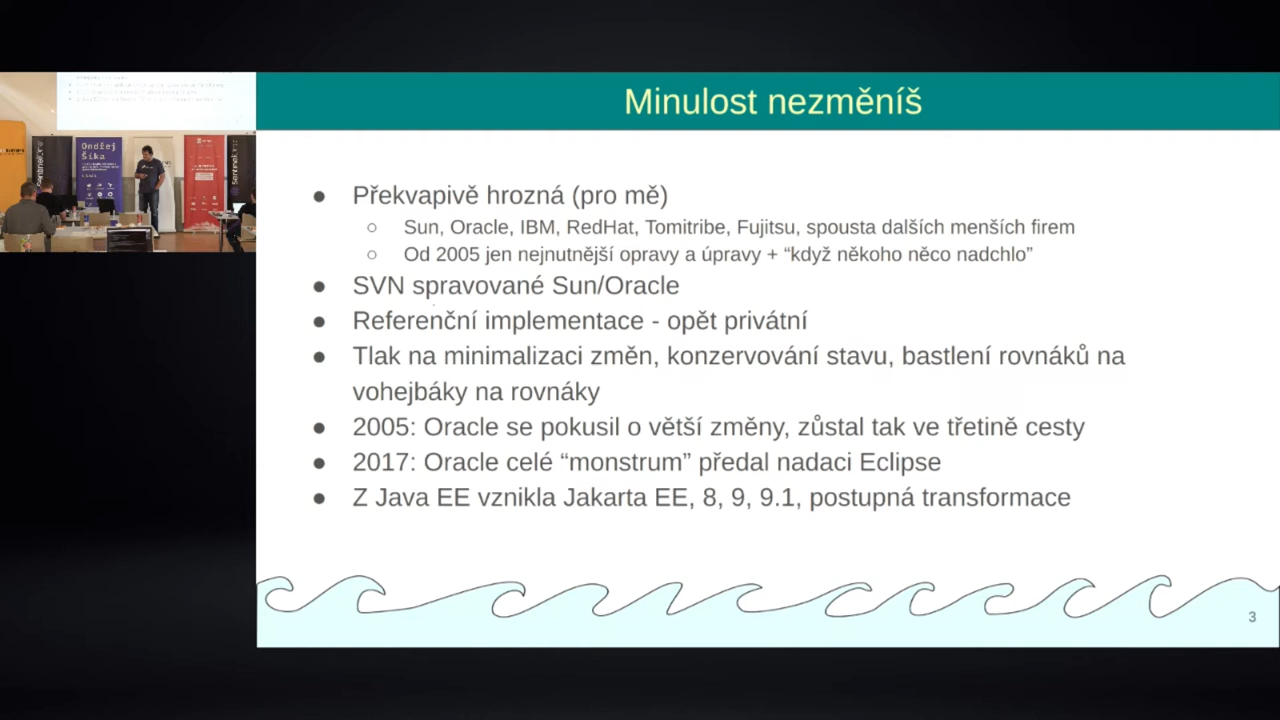 Minulost nezměníš
● Překvapivě hrozná (pro mě)
○ Sun, Oracle, IBM, RedHat, Tomitribe, Fujitsu, spousta dalších menších firem
○ Od 2005 jen nejnutnější opravy a úpravy + “když někoho něco nadchlo”
● SVN spravované Sun/Oracle
● Referenční implementace - opět privátní
● Tlak na minimalizaci změn, konzervování stavu, bastlení rovnáků na
vohejbáky na rovnáky
● 2005: Oracle se pokusil o větší změny, zůstal tak ve třetině cesty
● 2017: Oracle celé “monstrum” předal nadaci Eclipse
● Z Java EE vznikla Jakarta EE, 8, 9, 9.1, postupná transformace
3
Ondřej
Šika